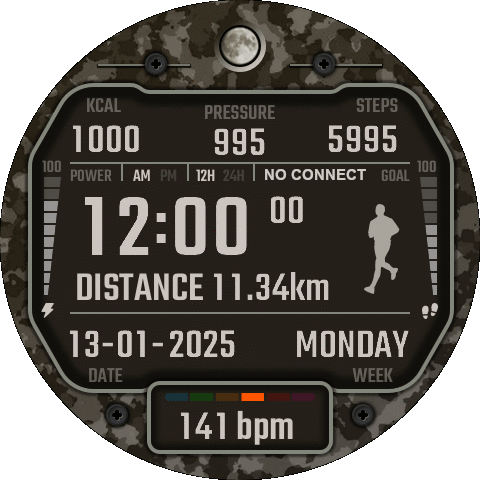 KCAL PRESSURE STEPS
1000 995 5995
100 100
POWER AM PM 12H 24H NO CONNECT GOAL
12:00 00
DISTANCE 11.34km
13-01-2025 MONDAY
DATE WEEK
141 bpm